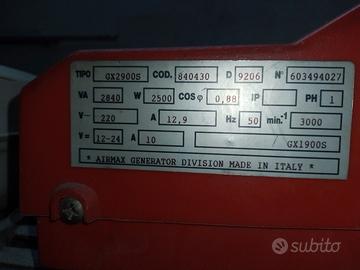 TIPO GX2900S COD. 840430 D 9206 N° 603494027
VA 2840 W 2500 COSφ 0,88 IP PH 1
V~ 220 A 12,9 Hz 50 min.-1 3000
V= 12-24 A 10 GX1900S
* AIRMAX GENERATOR DIVISION MADE IN ITALY *
subito